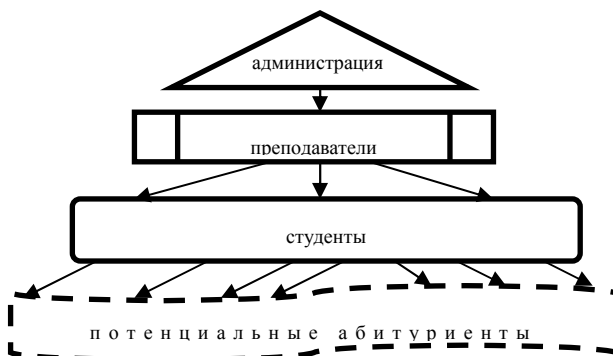 администрация
преподаватели
студенты
потенциальные абитуриенты